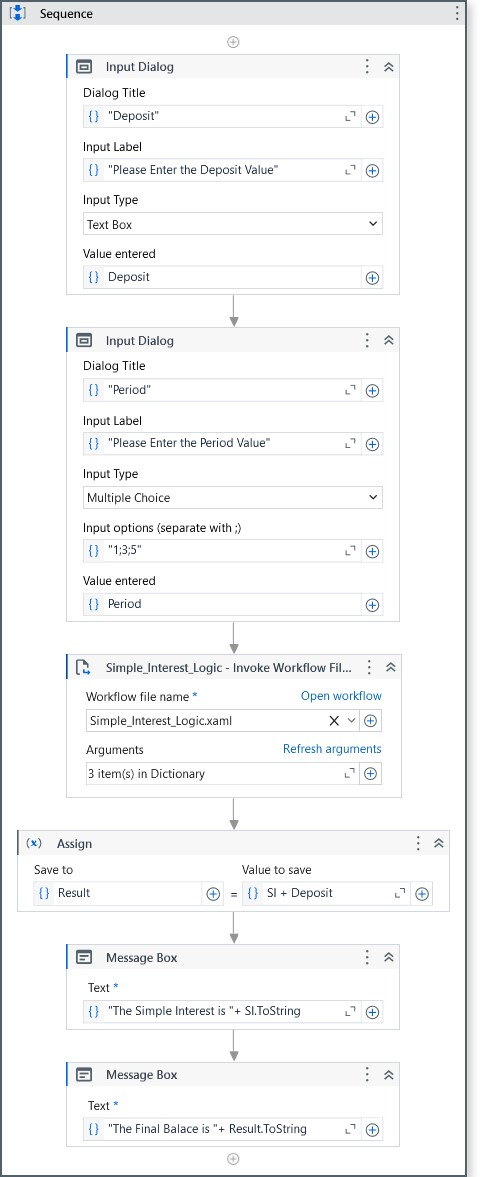 Sequence
Input Dialog
Dialog Title
{} "Deposit"
Input Label
{} "Please Enter the Deposit Value"
Input Type
Text Box
Value entered
{} Deposit
Input Dialog
Dialog Title
{} "Period"
Input Label
{} "Please Enter the Period Value"
Input Type
Multiple Choice
Input options (separate with ;)
{} "1;3;5"
Value entered
{} Period
Simple_Interest_Logic - Invoke Workflow Fil...
Workflow file name * Open workflow
Simple_Interest_Logic.xaml
Arguments Refresh arguments
3 item(s) in Dictionary
(x) Assign
Save to Value to save
{} Result = {} SI + Deposit
Message Box
Text *
{} "The Simple Interest is "+ SI.ToString
Message Box
Text *
{} "The Final Balace is "+ Result.ToString